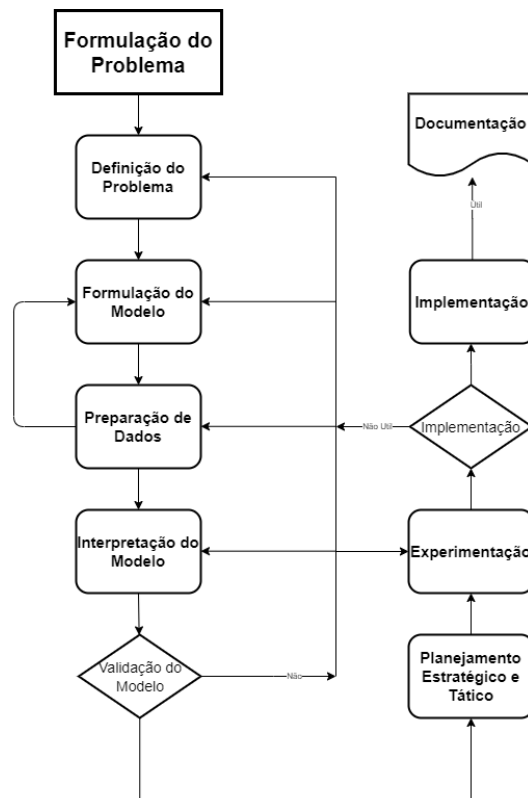 Formulação do
Problema
Definição do
Problema
Formulação do
Modelo
Preparação de
Dados
Interpretação do
Modelo
Validação do
Modelo
Não
Documentação
Útil
Implementação
Implementação
Não Util
Experimentação
Planejamento
Estratégico e
Tático